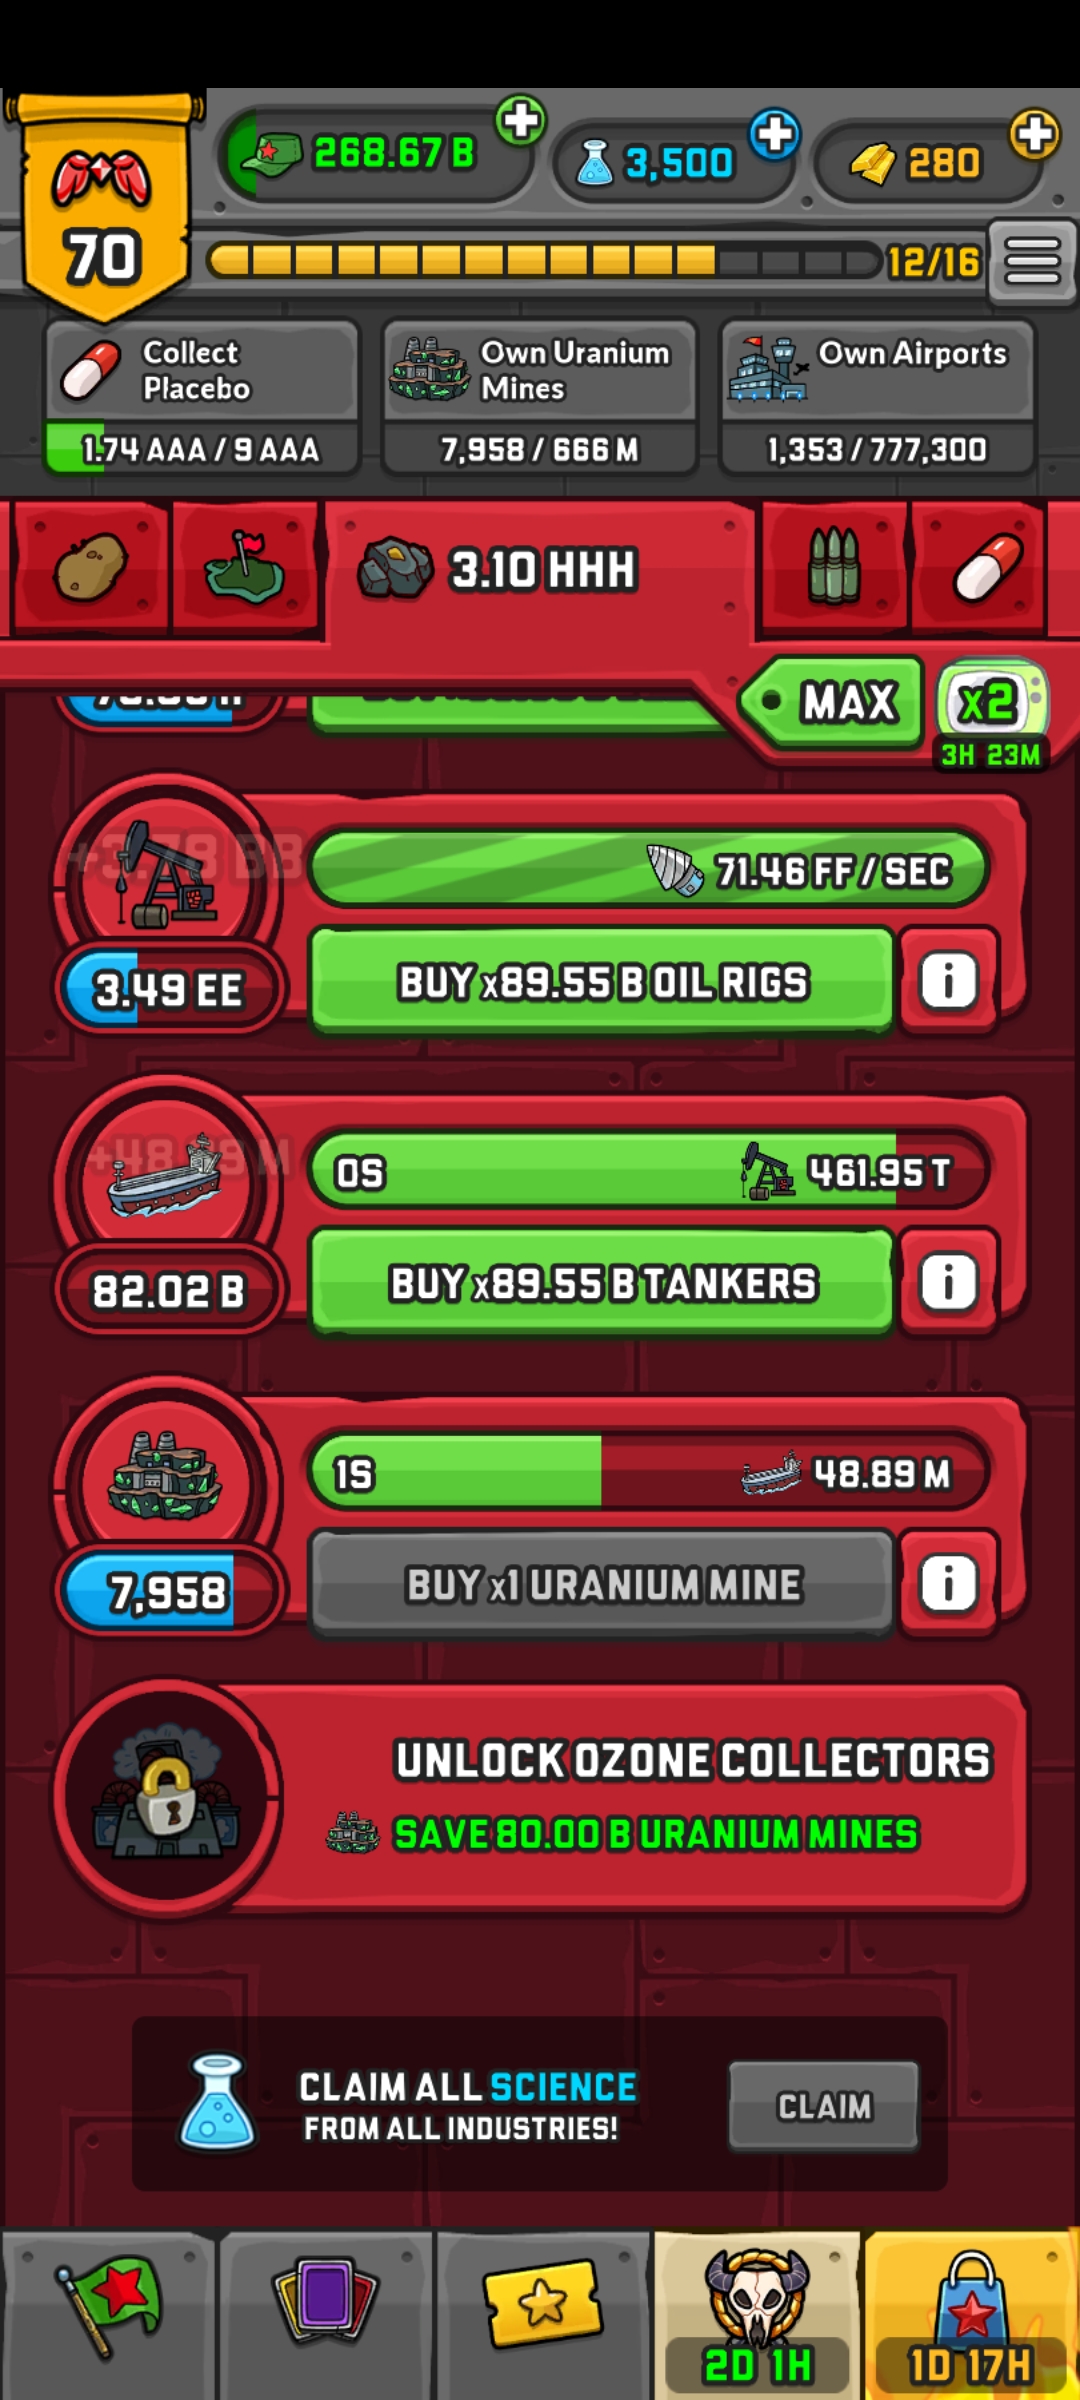 268.67 B
3,500
280
70
12/16
Collect
Placebo
1.74 AAA / 9 AAA
Own Uranium
Mines
7,958 / 666 M
Own Airports
1,353 / 777,300
3.10 HHH
MAX
x2
3H 23M
71.46 FF / SEC
3.49 EE
BUY x89.55 B OIL RIGS
i
0S
461.95 T
82.02 B
BUY x89.55 B TANKERS
i
1S
48.89 M
7,958
BUY x1 URANIUM MINE
i
UNLOCK OZONE COLLECTORS
SAVE 80.00 B URANIUM MINES
CLAIM ALL SCIENCE
FROM ALL INDUSTRIES!
CLAIM
2D 1H
1D 17H